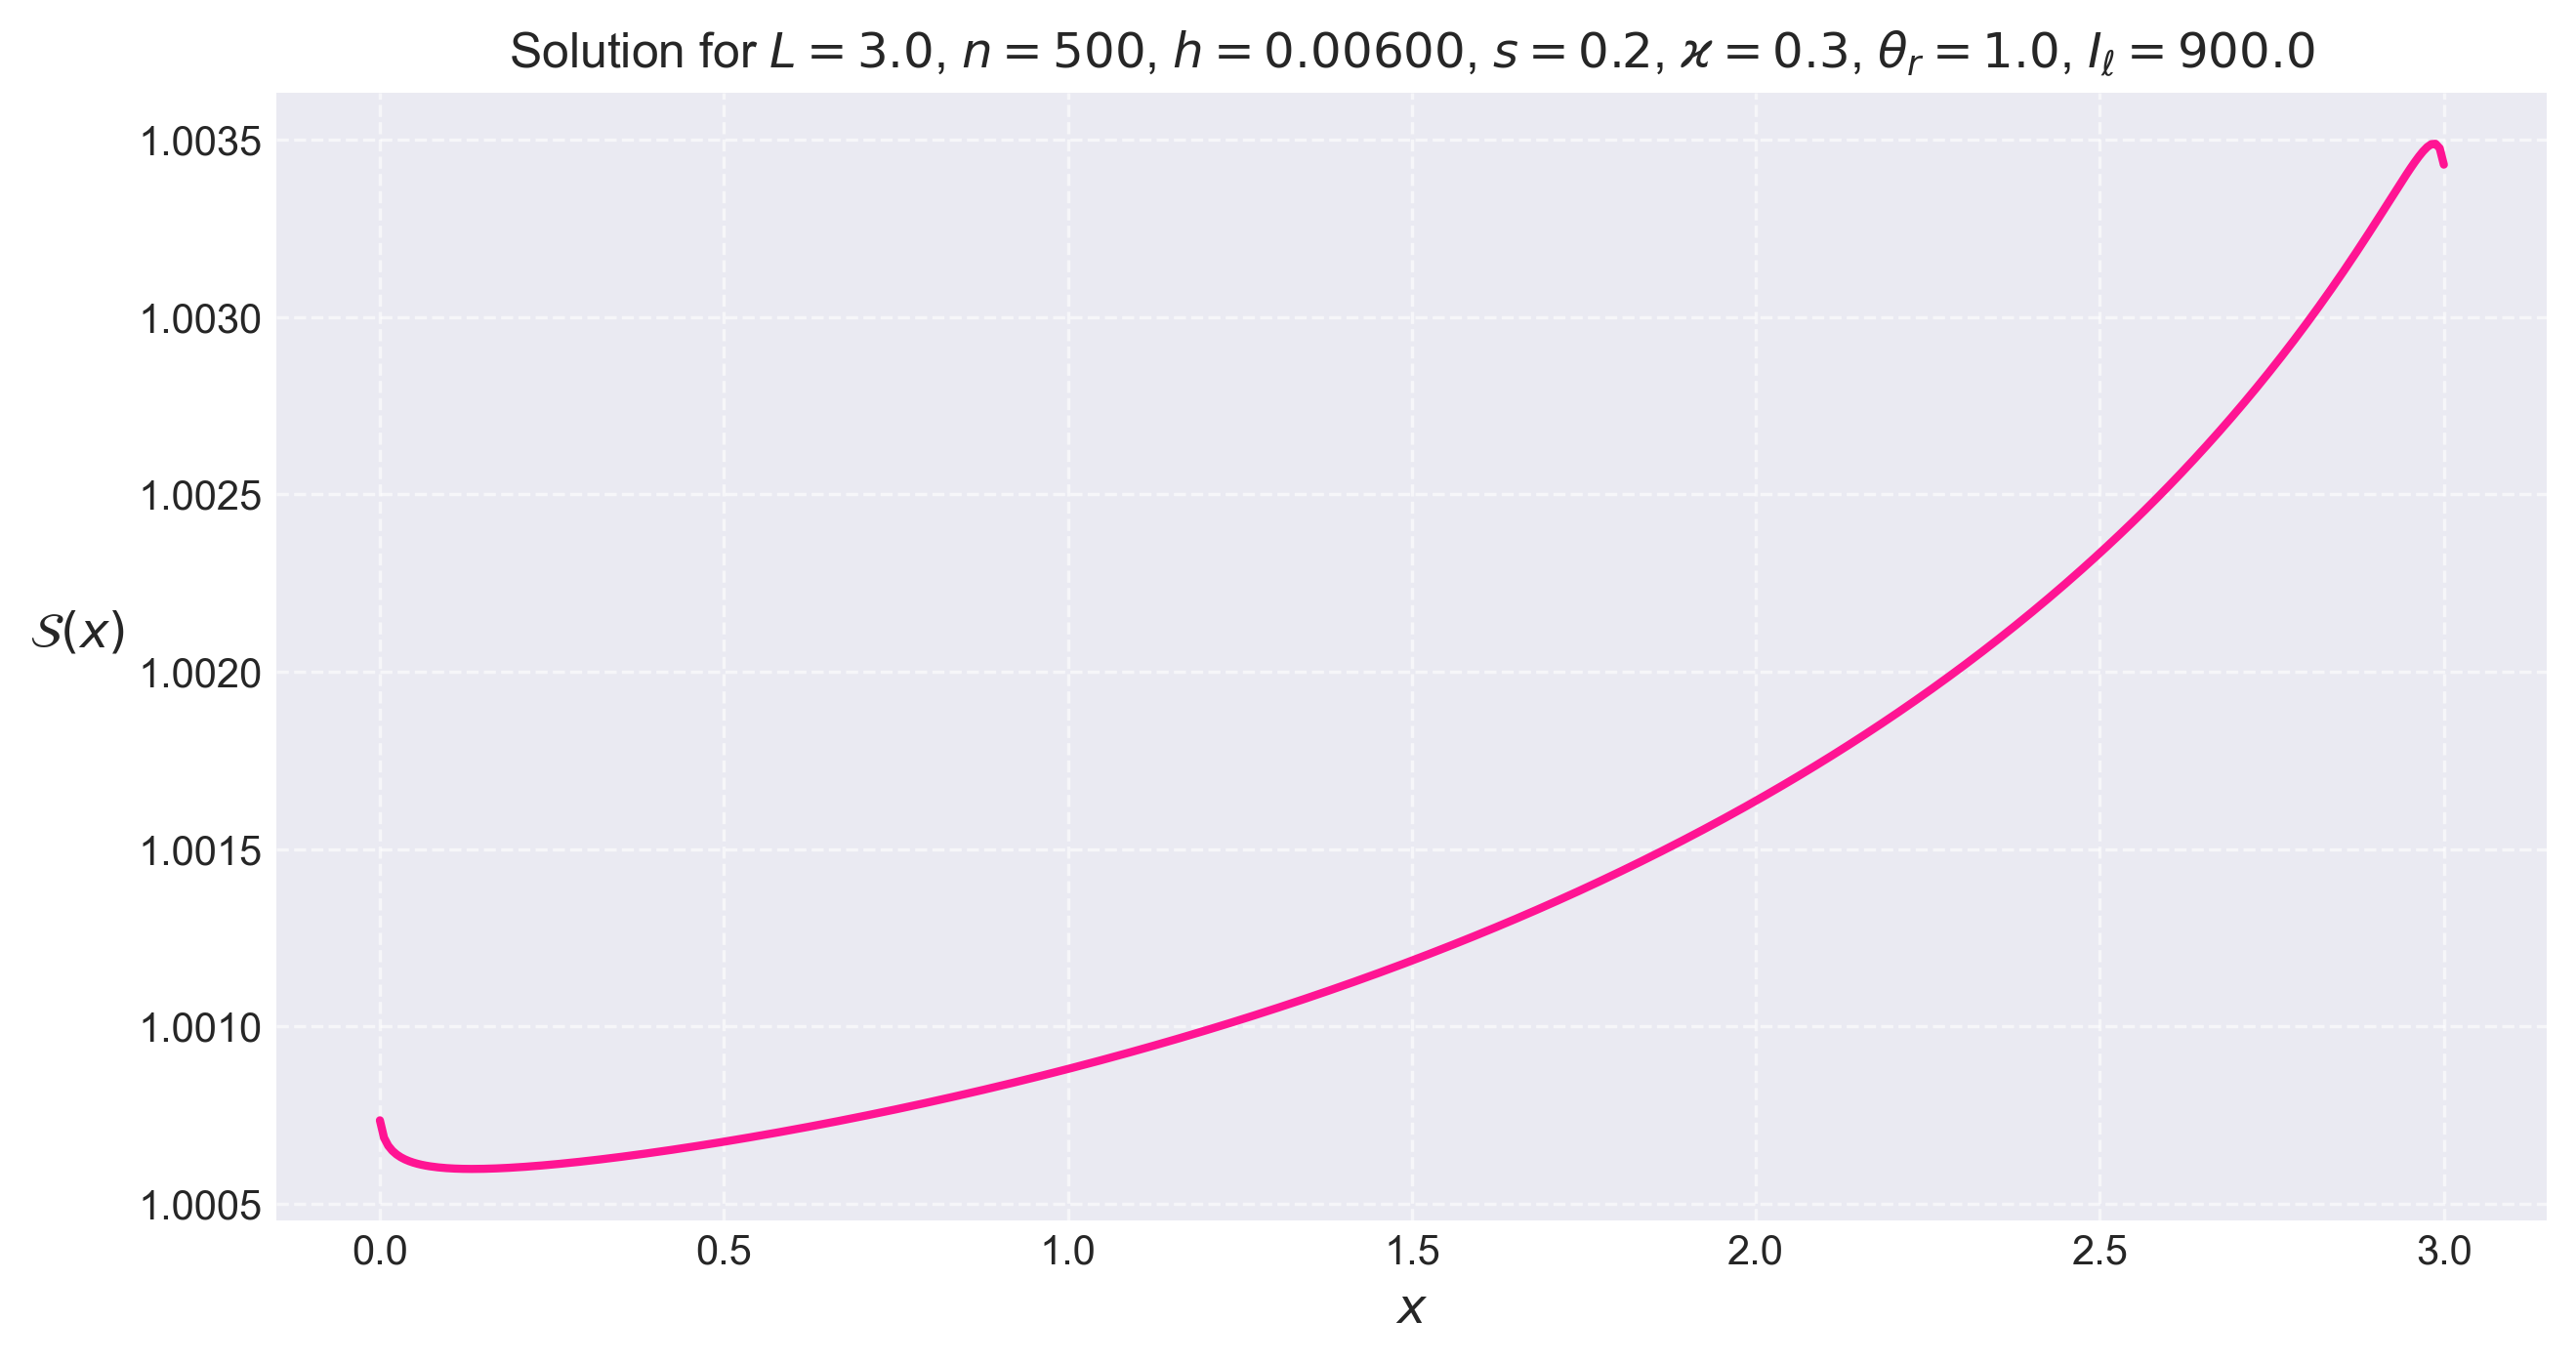 Solution for L = 3.0, n = 500, h = 0.00600, s = 0.2, ϰ = 0.3, θ_r = 1.0, I_ℓ = 900.0
1.0035
1.0030
1.0025
𝒮(x)
1.0020
1.0015
1.0010
1.0005
0.0 0.5 1.0 1.5 2.0 2.5 3.0
x